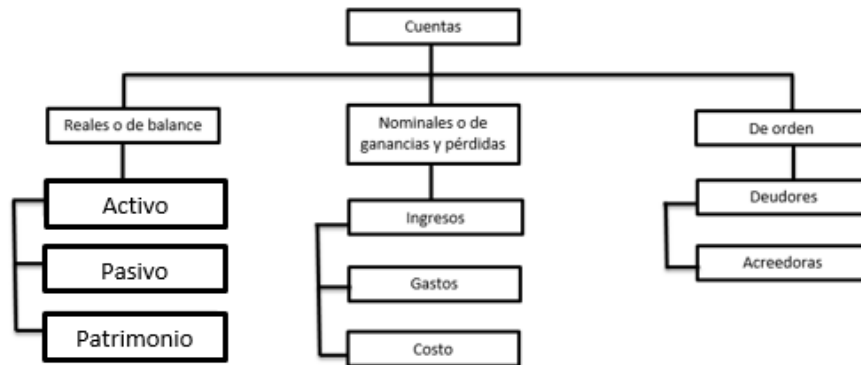 Cuentas
Reales o de balance
Nominales o de
ganancias y pérdidas
De orden
Activo
Pasivo
Patrimonio
Ingresos
Gastos
Costo
Deudores
Acreedoras